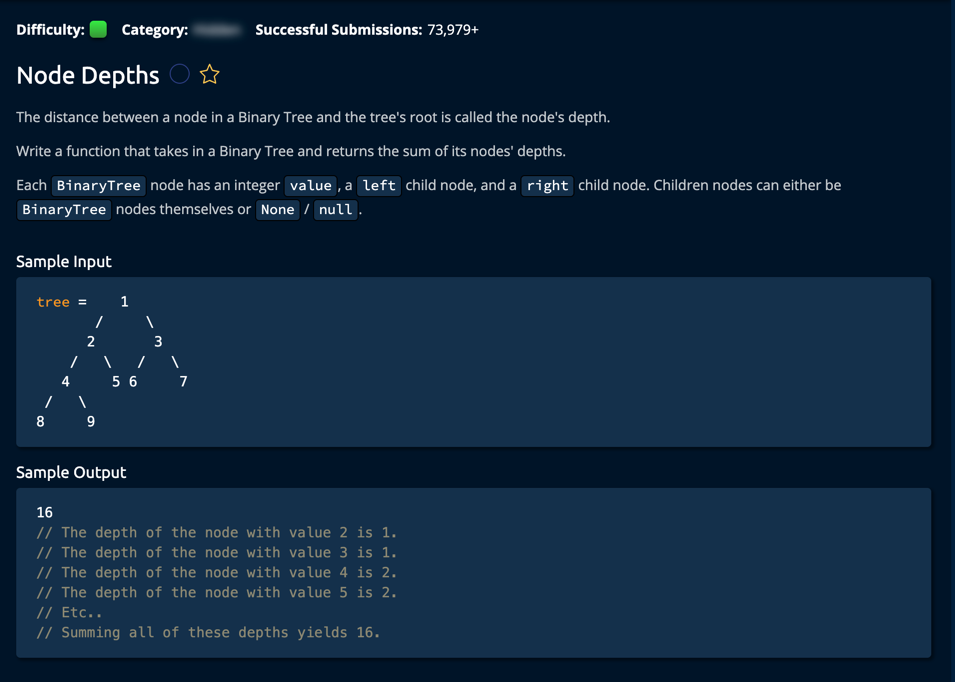 Difficulty: Category: Successful Submissions: 73,979+
Node Depths
The distance between a node in a Binary Tree and the tree's root is called the node's depth.
Write a function that takes in a Binary Tree and returns the sum of its nodes' depths.
Each BinaryTree node has an integer value , a left child node, and a right child node. Children nodes can either be
BinaryTree nodes themselves or None / null .
Sample Input
tree =    1
       /     \
      2       3
    /   \   /   \
   4     5 6     7
 /   \
8     9
Sample Output
16
// The depth of the node with value 2 is 1.
// The depth of the node with value 3 is 1.
// The depth of the node with value 4 is 2.
// The depth of the node with value 5 is 2.
// Etc..
// Summing all of these depths yields 16.